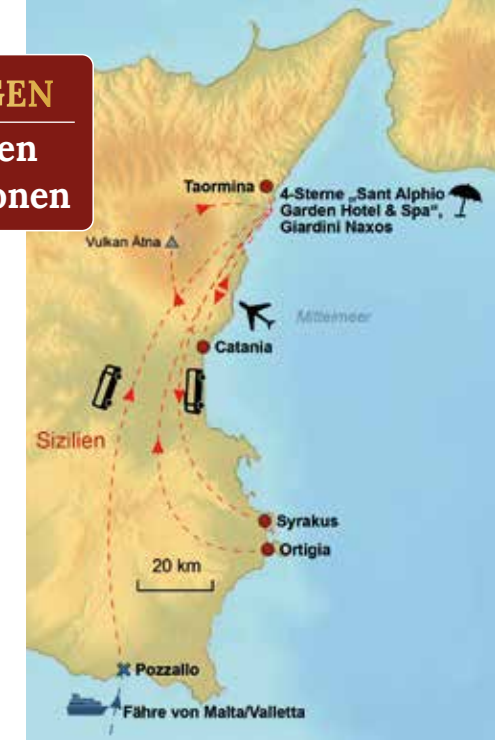 GEN
en
onen
Taormina
4-Sterne „Sant Alphio
Garden Hotel & Spa“,
Giardini Naxos
Vulkan Ätna
Mittelmeer
Catania
Sizilien
Syrakus
Ortigia
20 km
Pozzallo
Fähre von Malta/Valletta